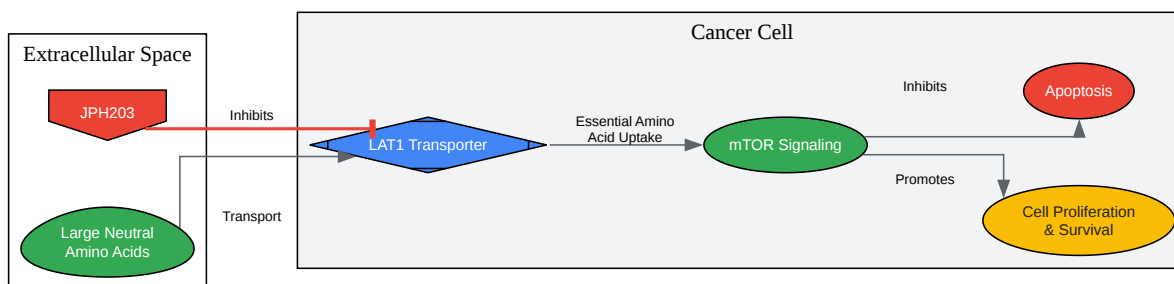 Extracellular Space
JPH203
Inhibits
Large Neutral
Amino Acids
Transport
Cancer Cell
LAT1 Transporter
Essential Amino
Acid Uptake
mTOR Signaling
Inhibits
Apoptosis
Promotes
Cell Proliferation
& Survival